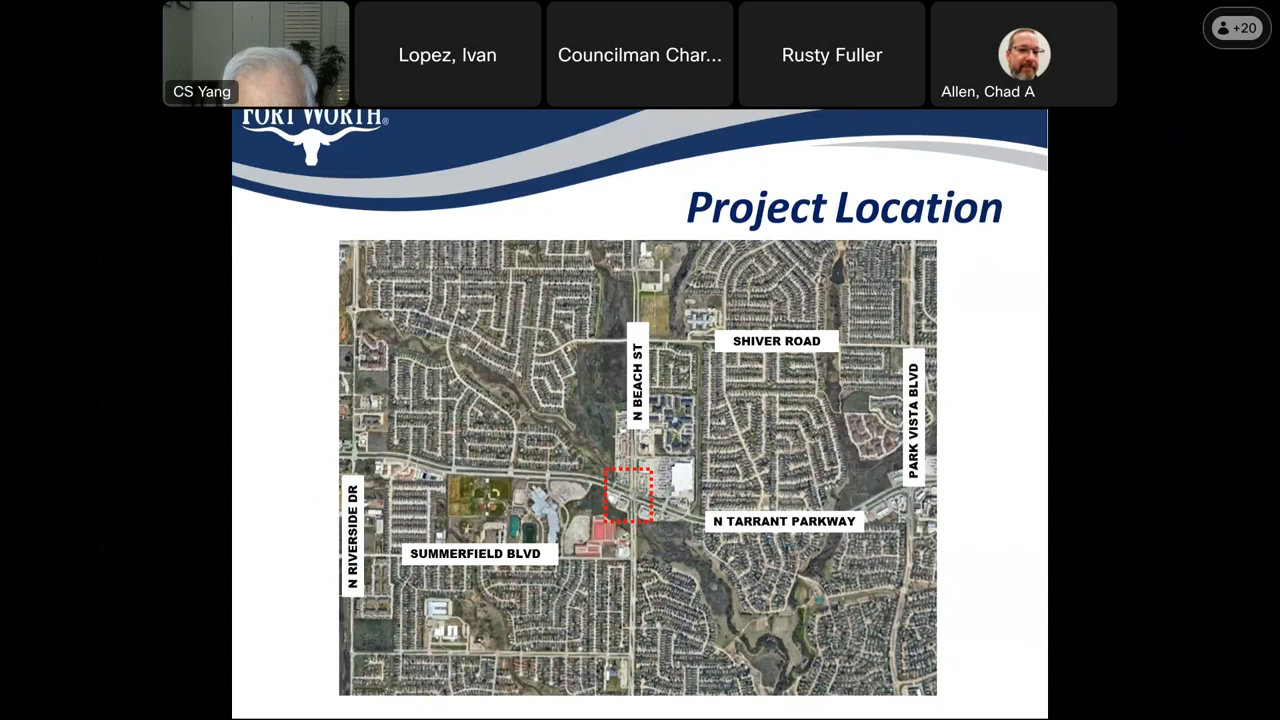 CS Yang
Lopez, Ivan
Councilman Char...
Rusty Fuller
Allen, Chad A
+20
FORT WORTH®
Project Location
SHIVER ROAD
N BEACH ST
PARK VISTA BLVD
N RIVERSIDE DR
N TARRANT PARKWAY
SUMMERFIELD BLVD